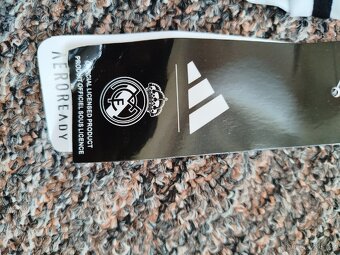 AEROREADY
OFFICIAL LICENSED PRODUCT
PRODUIT OFFICIEL SOUS LICENCE